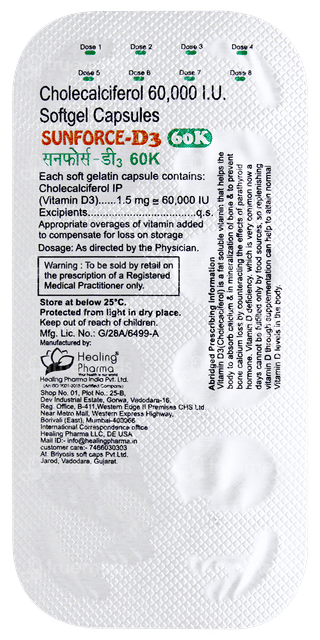 Dose 1 Dose 2 Dose 3 Dose 4
Dose 5 Dose 6 Dose 7 Dose 8
Cholecalciferol 60,000 I.U.
Softgel Capsules
SUNFORCE-D3 60K
सनफोर्स-डी3 60K
Each soft gelatin capsule contains:
Cholecalciferol IP
(Vitamin D3)......1.5 mg ≅ 60,000 IU
Excipients..............................q.s.
Appropriate overages of vitamin added
to compensate for loss on storage
Dosage: As directed by the Physician.
Warning : To be sold by retail on
the prescription of a Registered
Medical Practitioner only.
Store at below 25°C.
Protected from light in dry place.
Keep out of reach of children.
Mfg. Lic. No.: G/28A/6499-A
Manufactured by:
Healing
Pharma
Healing Pharma India Pvt. Ltd.
(An ISO 9001-2015 Certified Company)
Shop No. 01, Plot No.: 25-B,
Dev Industrial Estate, Gorwa, Vadodara-16.
Reg. Office, B-411,Western Edge II Premises CHS Ltd.
Near Metro Mall, Western Express Highway,
Borivali (East), Mumbai-400066
International Correspondence office
Healing Pharma LLC, DE USA
Mail ID:- info@healingpharma.in
customer care:- 7466030303
At. Briyosis soft caps Pvt Ltd.
Jarod, Vadodara, Gujarat.
Abridged Prescribing Information
Vitamin D3(Cholecalciferol) is a fat soluble vitamin that helps the
body to absorb calcium & in mineralization of bone & to prevent
bone calcium loss by counteracting the effects of parathyroid
hormone. Vitamin D deficiency, which is very common now a
days cannot be fulfilled only by food sources, so replenishing
vitamin D through supplementation can help to attain normal
Vitamin D levels in the body.